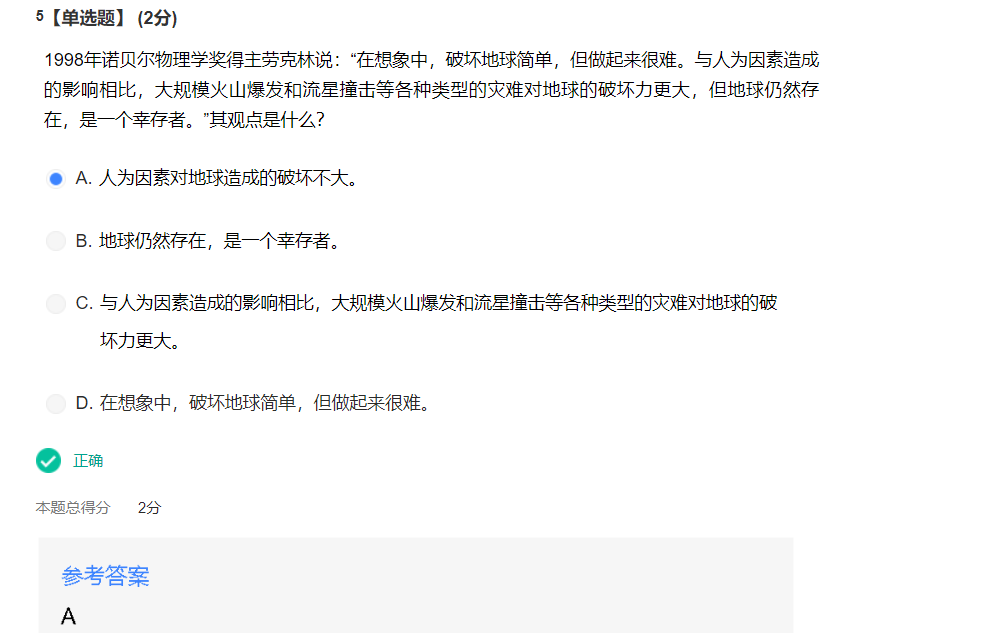 5【单选题】 (2分)
1998年诺贝尔物理学奖得主劳克林说：“在想象中，破坏地球简单，但做起来很难。与人为因素造成
的影响相比，大规模火山爆发和流星撞击等各种类型的灾难对地球的破坏力更大，但地球仍然存
在，是一个幸存者。”其观点是什么？
A. 人为因素对地球造成的破坏不大。
B. 地球仍然存在，是一个幸存者。
C. 与人为因素造成的影响相比，大规模火山爆发和流星撞击等各种类型的灾难对地球的破
坏力更大。
D. 在想象中，破坏地球简单，但做起来很难。
正确
本题总得分 2分
参考答案
A